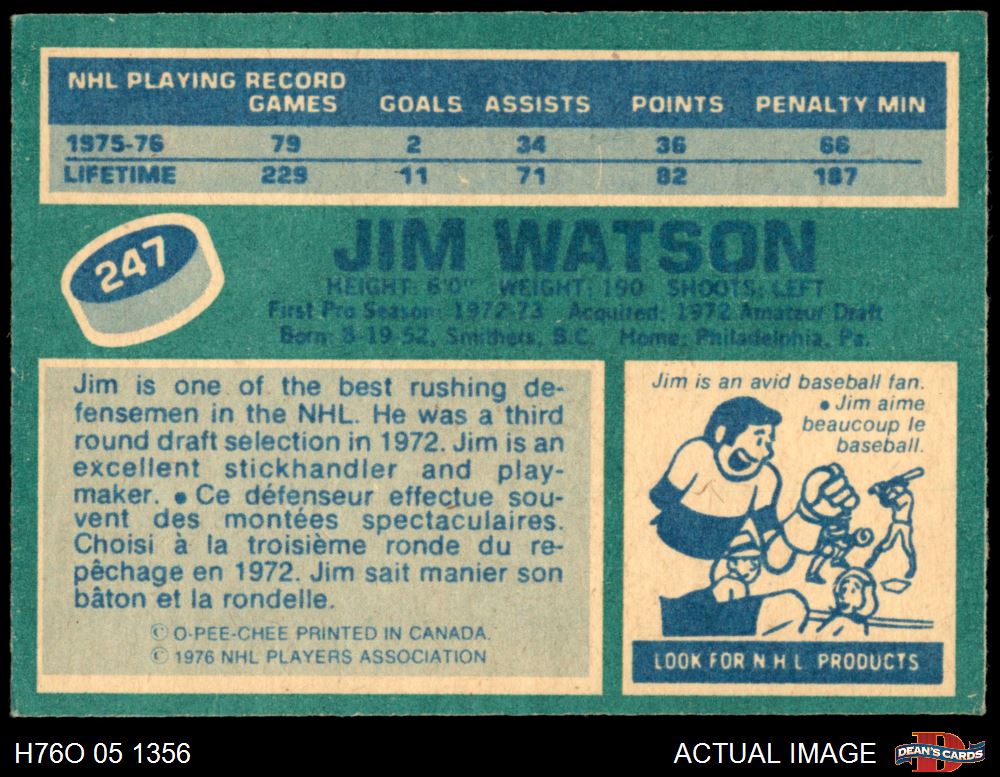 NHL PLAYING RECORD
GAMES GOALS ASSISTS POINTS PENALTY MIN
1975-76 79 2 34 36 66
LIFETIME 229 11 71 82 187
247
JIM WATSON
HEIGHT: 6'0" WEIGHT: 190 SHOOTS: LEFT
First Pro Season: 1972-73 Acquired: 1972 Amateur Draft
Born: 8-19-52, Smithers, B.C. Home: Philadelphia, Pa.
Jim is one of the best rushing de-
fensemen in the NHL. He was a third
round draft selection in 1972. Jim is an
excellent stickhandler and play-
maker. • Ce défenseur effectue sou-
vent des montées spectaculaires.
Choisi à la troisième ronde du re-
pêchage en 1972. Jim sait manier son
bâton et la rondelle.
© O-PEE-CHEE PRINTED IN CANADA.
© 1976 NHL PLAYERS ASSOCIATION
Jim is an avid baseball fan.
• Jim aime
beaucoup le
baseball.
LOOK FOR N H L PRODUCTS
H76O 05 1356
ACTUAL IMAGE
D
DEAN'S CARDS